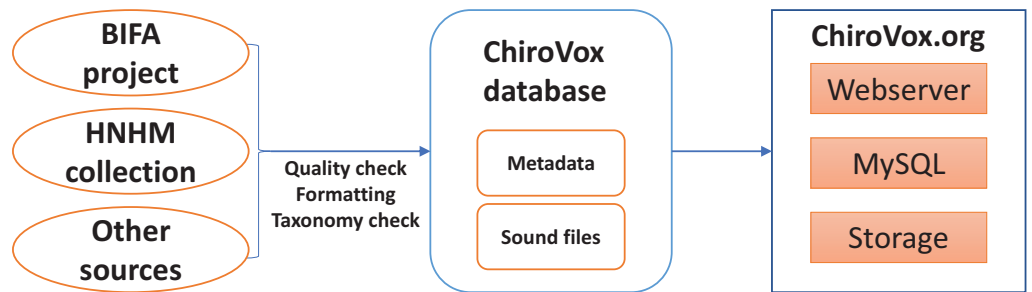 BIFA
project
HNHM
collection
Other
sources
Quality check
Formatting
Taxonomy check
ChiroVox
database
Metadata
Sound files
ChiroVox.org
Webserver
MySQL
Storage